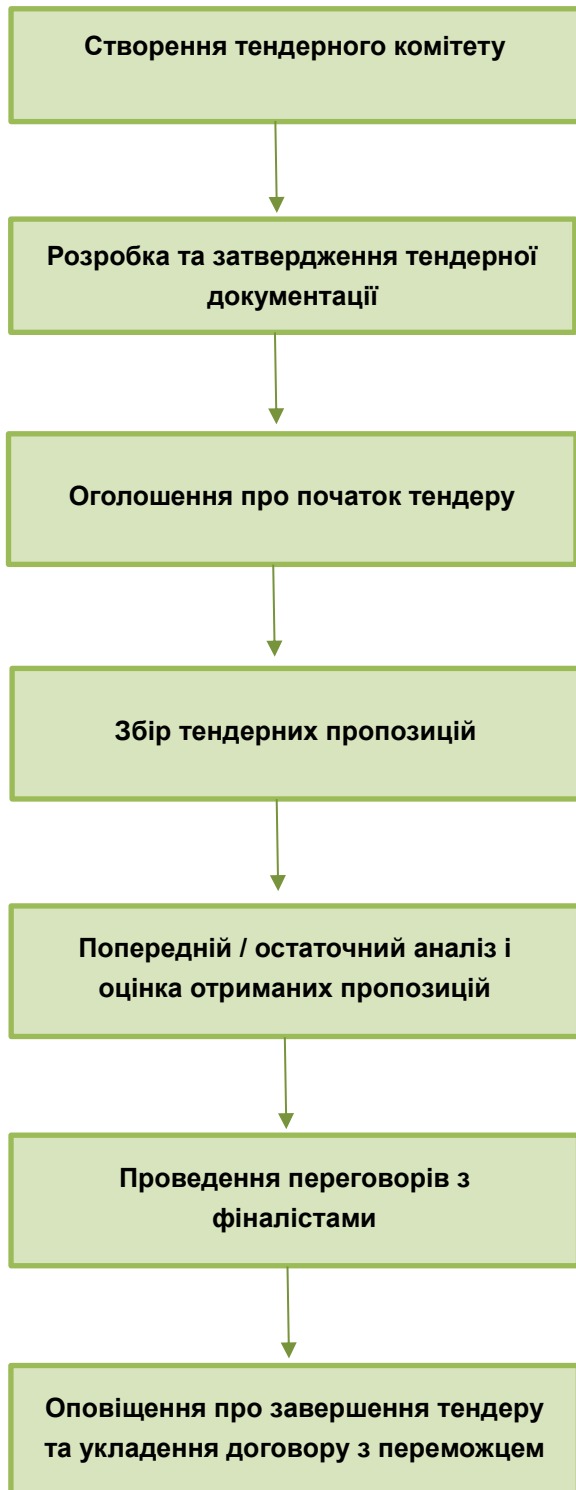 Створення тендерного комітету
Розробка та затвердження тендерної
документації
Оголошення про початок тендеру
Збір тендерних пропозицій
Попередній / остаточний аналіз і
оцінка отриманих пропозицій
Проведення переговорів з
фіналістами
Оповіщення про завершення тендеру
та укладення договору з переможцем